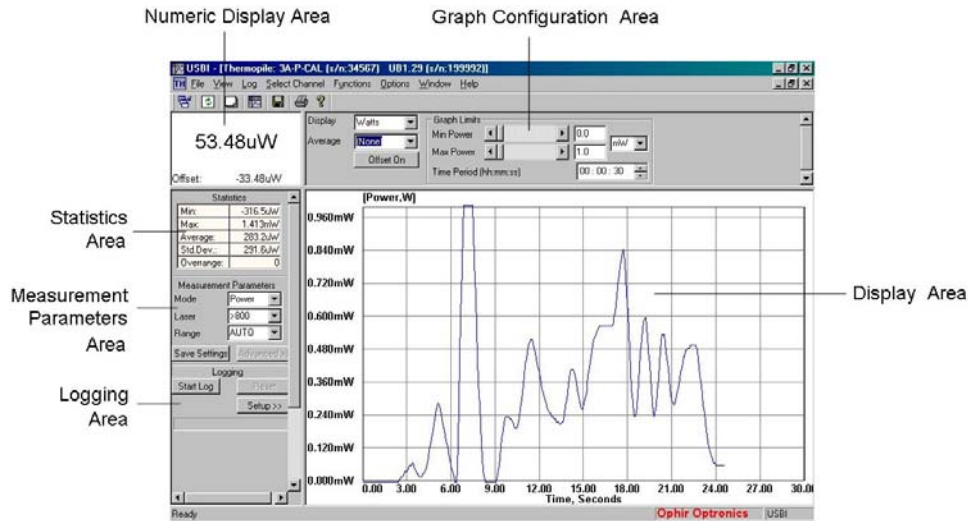 Numeric Display Area
Graph Configuration Area
USBI - [Thermopile: 3A-P-CAL (s/n:34567) UB1.29 (s/n:199992)]
TH File View Log Select Channel Functions Options Window Help
53.48uW
Offset: -33.48uW
Display Watts
Average None
Offset On
Graph Limits
Min Power 0.0
Max Power 1.0
mW
Time Period (hh:mm:ss) 00:00:30
Statistics Area
Statistics
Min: -316.5uW
Max: 1.413mW
Average: 283.2uW
Std.Dev.: 291.6uW
Overrange: 0
Measurement Parameters Area
Measurement Parameters
Mode Power
Laser >800
Range AUTO
Save Settings
Advanced >
Logging Area
Logging
Start Log
Reset
Setup >>
[Power,W]
0.960mW
0.840mW
0.720mW
0.600mW
0.480mW
0.360mW
0.240mW
0.120mW
0.000mW
0.00 3.00 6.00 9.00 12.00 15.00 18.00 21.00 24.00 27.00 30.0
Time, Seconds
Display Area
Ready
Ophir Optronics
USBI